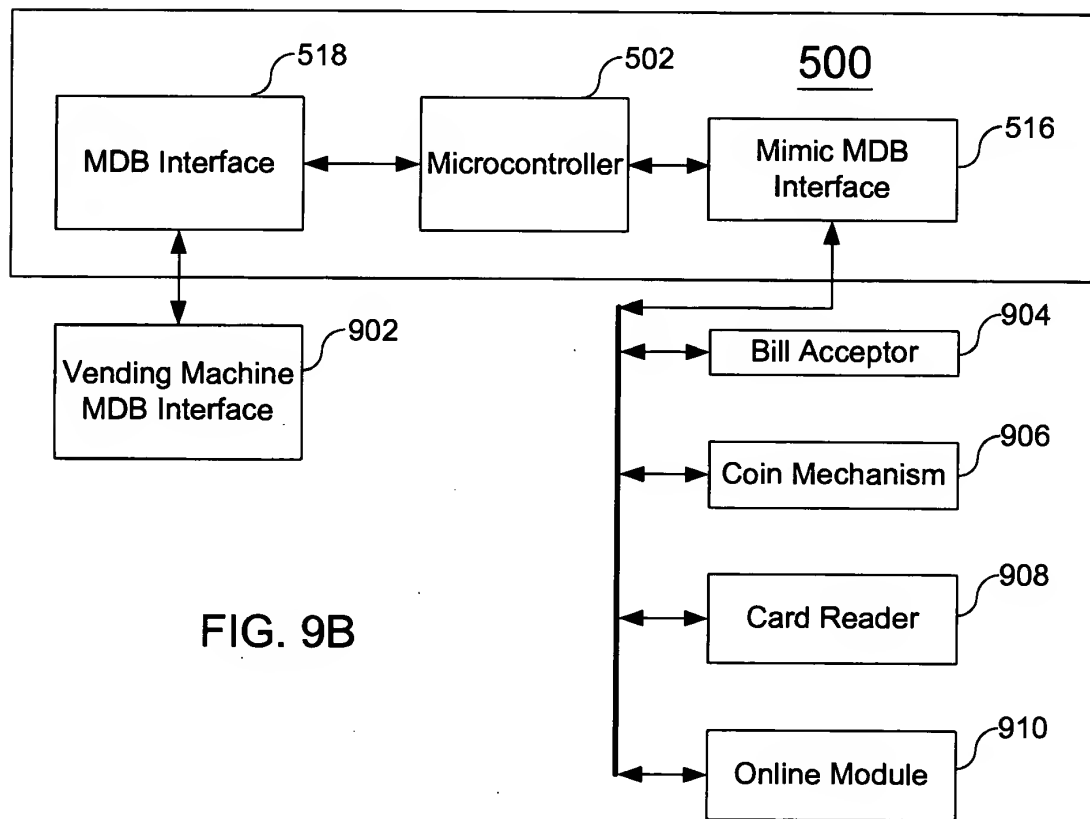 518
502
500
516
MDB Interface
Microcontroller
Mimic MDB
Interface
902
Vending Machine
MDB Interface
904
Bill Acceptor
906
Coin Mechanism
908
Card Reader
910
Online Module
FIG. 9B